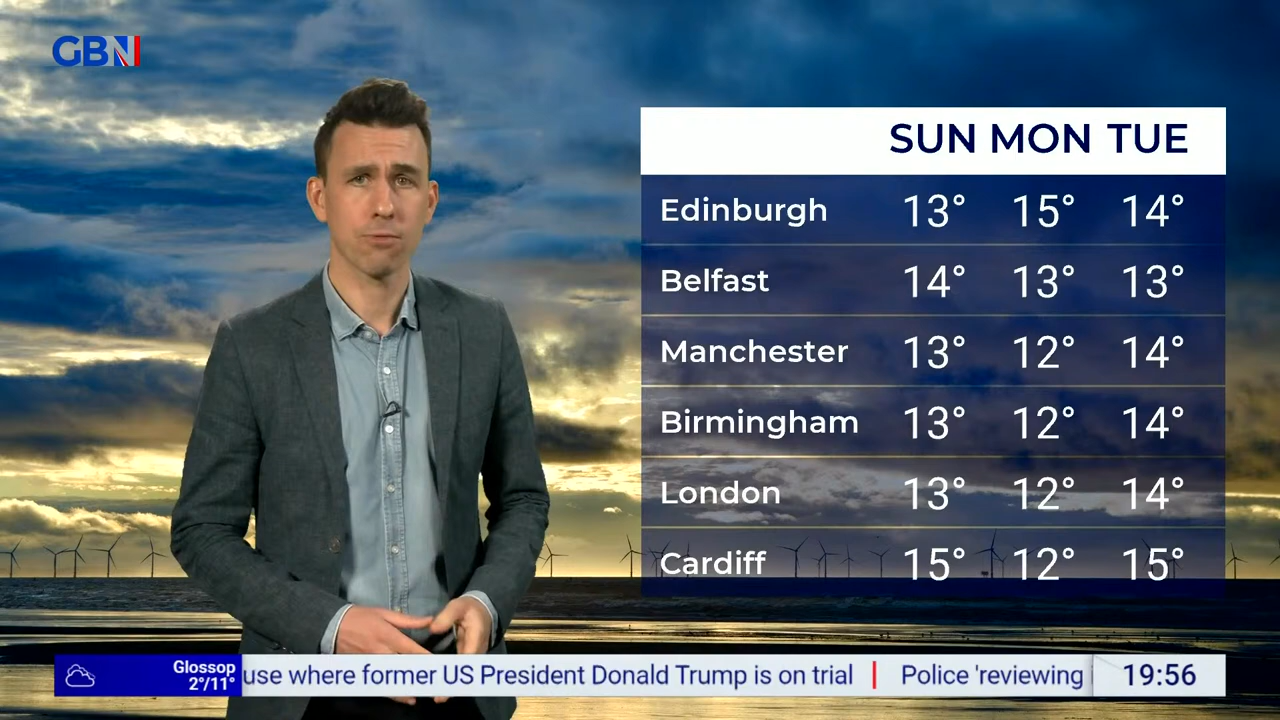 GBN
SUN MON TUE
Edinburgh 13° 15° 14°
Belfast 14° 13° 13°
Manchester 13° 12° 14°
Birmingham 13° 12° 14°
London 13° 12° 14°
Cardiff 15° 12° 15°
Glossop
2°/11°
use where former US President Donald Trump is on trial | Police 'reviewing
19:56